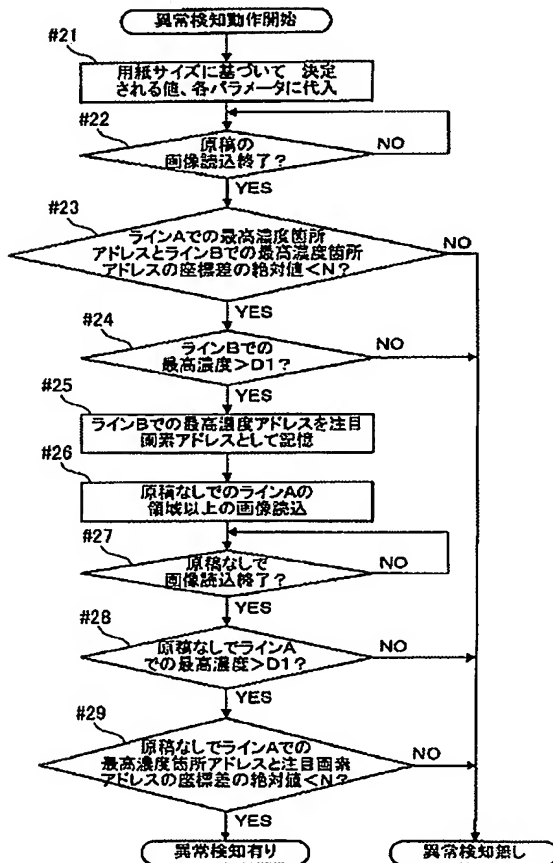 異常検知動作開始
#21
用紙サイズに基づいて 決定
される値、各パラメータに代入
#22
原稿の
画像読込終了?
NO
YES
#23
ラインAでの最高濃度箇所
アドレスとラインBでの最高濃度箇所
アドレスの座標差の絶対値<N?
NO
YES
#24
ラインBでの
最高濃度>D1?
NO
YES
#25
ラインBでの最高濃度アドレスを注目
画素アドレスとして記憶
#26
原稿なしでのラインAの
領域以上の画像読込
#27
原稿なしで
画像読込終了?
NO
YES
#28
原稿なしでラインA
での最高濃度>D1?
NO
YES
#29
原稿なしでラインAでの
最高濃度箇所アドレスと注目画素
アドレスの座標差の絶対値<N?
NO
YES
異常検知有り
異常検知無し